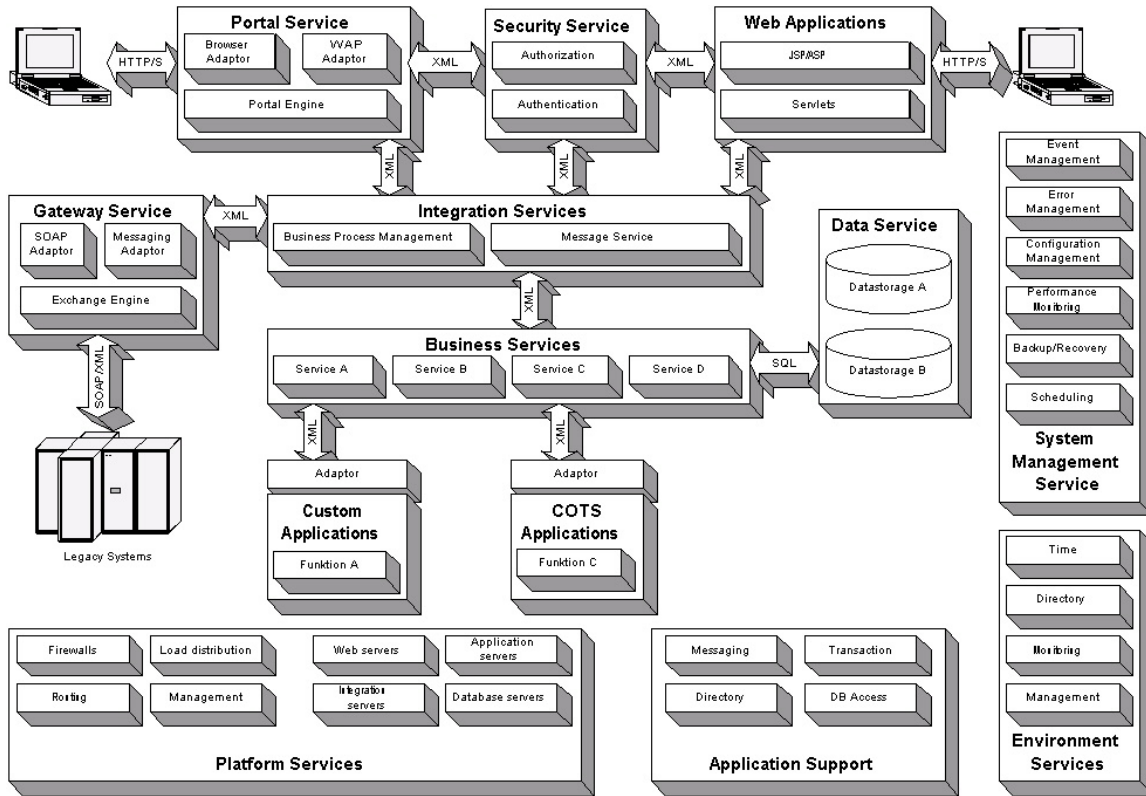 Portal Service
Browser
Adaptor
WAP
Adaptor
Portal Engine
HTTP/S
XML
Security Service
Authorization
Authentication
XML
Web Applications
JSP/ASP
Servlets
HTTP/S
XML
XML
XML
Gateway Service
SOAP
Adaptor
Messaging
Adaptor
Exchange Engine
XML
Integration Services
Business Process Management
Message Service
XML
Data Service
Datastorage A
Datastorage B
Business Services
Service A
Service B
Service C
Service D
SQL
SOAP/XML
Legacy Systems
XML
XML
Adaptor
Custom
Applications
Funktion A
Adaptor
COTS
Applications
Funktion C
Event
Management
Error
Management
Configuration
Management
Performance
Monitoring
Backup/Recovery
Scheduling
System
Management
Service
Time
Directory
Monitoring
Management
Environment
Services
Firewalls
Load distribution
Web servers
Application
servers
Routing
Management
Integration
servers
Database servers
Platform Services
Messaging
Transaction
Directory
DB Access
Application Support